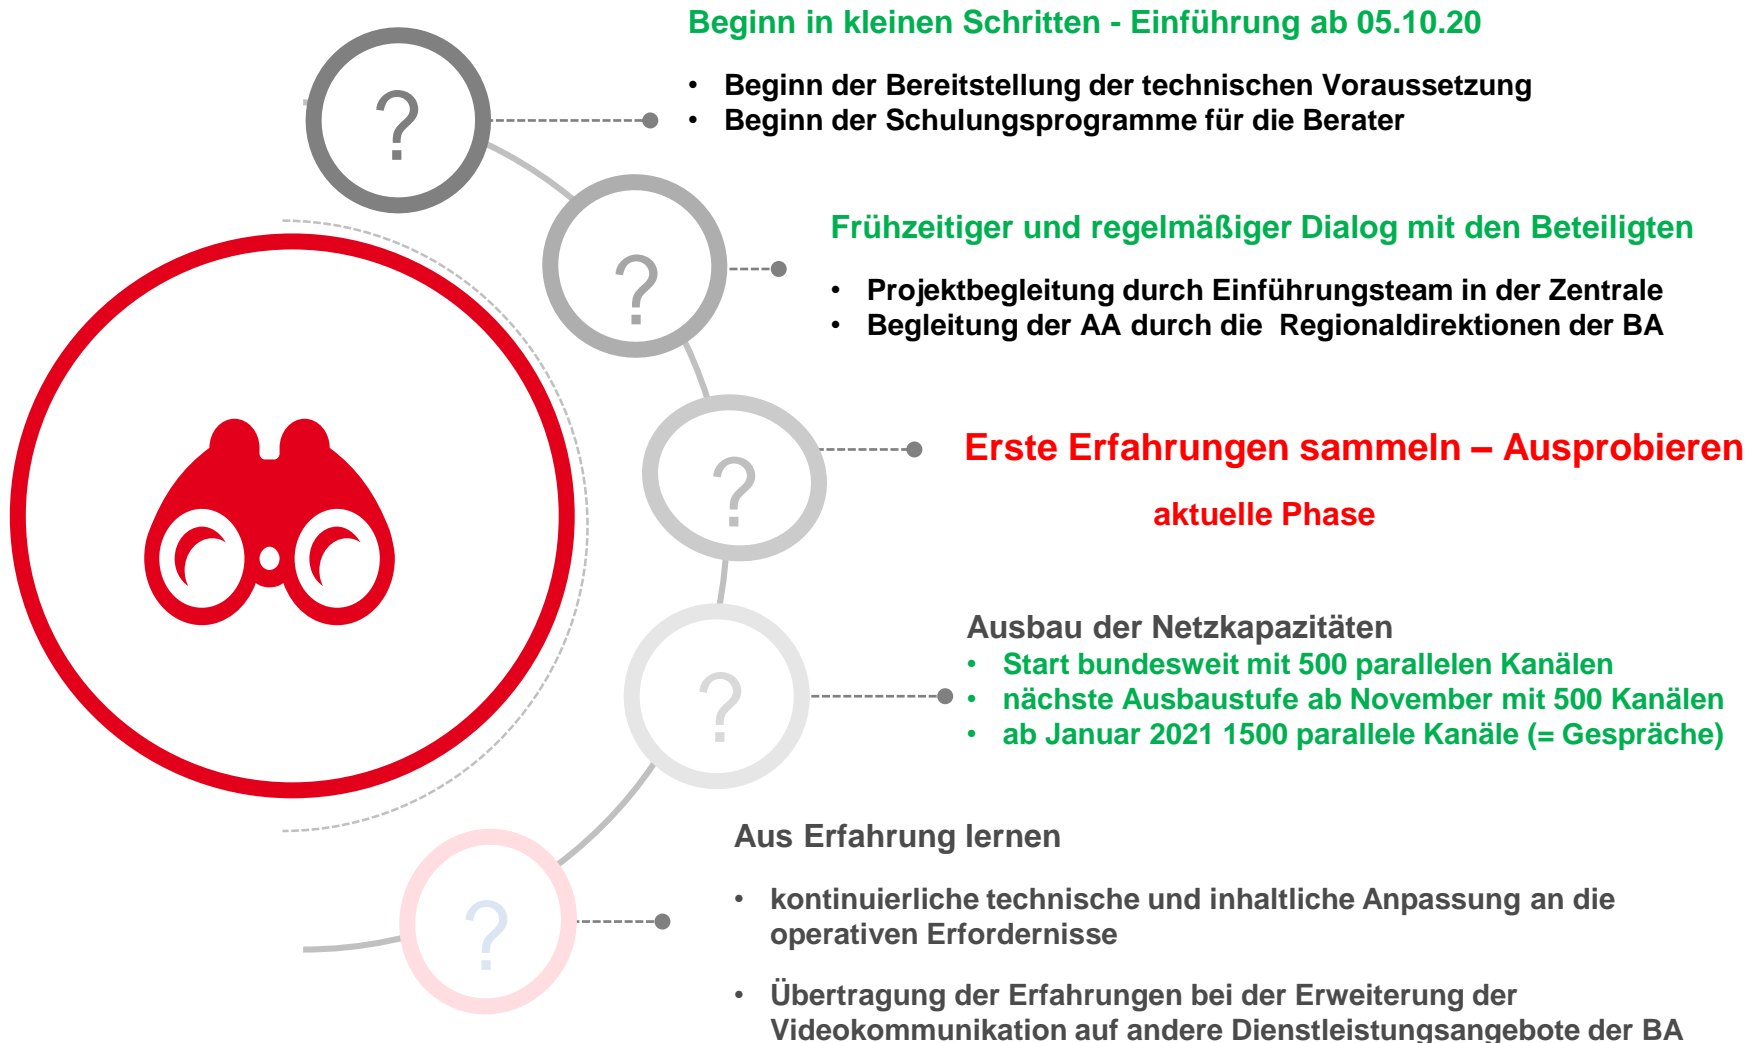 Beginn in kleinen Schritten - Einführung ab 05.10.20
• Beginn der Bereitstellung der technischen Voraussetzung
• Beginn der Schulungsprogramme für die Berater
?
Frühzeitiger und regelmäßiger Dialog mit den Beteiligten
• Projektbegleitung durch Einführungsteam in der Zentrale
• Begleitung der AA durch die Regionaldirektionen der BA
?
Erste Erfahrungen sammeln – Ausprobieren
aktuelle Phase
?
Ausbau der Netzkapazitäten
• Start bundesweit mit 500 parallelen Kanälen
• nächste Ausbaustufe ab November mit 500 Kanälen
• ab Januar 2021 1500 parallele Kanäle (= Gespräche)
?
Aus Erfahrung lernen
• kontinuierliche technische und inhaltliche Anpassung an die
operativen Erfordernisse
• Übertragung der Erfahrungen bei der Erweiterung der
Videokommunikation auf andere Dienstleistungsangebote der BA
?